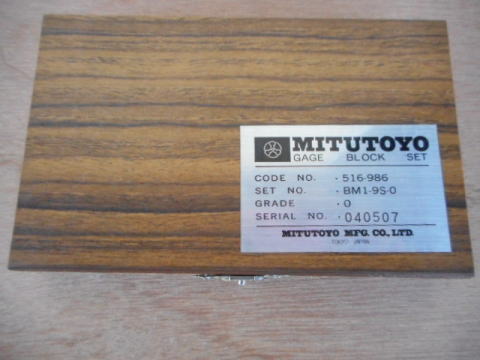 MITUTOYO
GAGE BLOCK SET
CODE NO. · 516-986
SET NO. · BM1-9S-0
GRADE · 0
SERIAL NO. · 040507
MITUTOYO MFG. CO., LTD.
TOKYO JAPAN